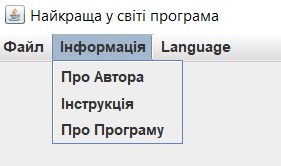 Найкраща у світі програма
Файл Інформація Language
Про Автора
Інструкція
Про Програму